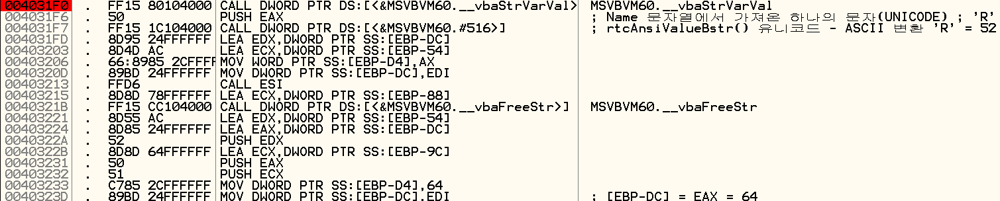 004031F0 . FF15 80104000 CALL DWORD PTR DS:[<&MSVBVM60.__vbaStrVarVal> MSVBVM60.__vbaStrVarVal
004031F6 . 50 PUSH EAX ; Name 문자열에서 가져온 하나의 문자(UNICODE) ; 'R'
004031F7 . FF15 1C104000 CALL DWORD PTR DS:[<&MSVBVM60.#516>] ; rtcAnsiValueBstr() 유니코드 - ASCII 변환 'R' = 52
004031FD . 8D95 24FFFFFF LEA EDX,DWORD PTR SS:[EBP-DC]
00403203 . 8D4D AC LEA ECX,DWORD PTR SS:[EBP-54]
00403206 . 66:8985 2CFFFF MOV WORD PTR SS:[EBP-D4],AX
0040320D . 89BD 24FFFFFF MOV DWORD PTR SS:[EBP-DC],EDI
00403213 . FFD6 CALL ESI
00403215 . 8D8D 78FFFFFF LEA ECX,DWORD PTR SS:[EBP-88]
0040321B . FF15 CC104000 CALL DWORD PTR DS:[<&MSVBVM60.__vbaFreeStr>] MSVBVM60.__vbaFreeStr
00403221 . 8D55 AC LEA EDX,DWORD PTR SS:[EBP-54]
00403224 . 8D85 24FFFFFF LEA EAX,DWORD PTR SS:[EBP-DC]
0040322A . 52 PUSH EDX
0040322B . 8D8D 64FFFFFF LEA ECX,DWORD PTR SS:[EBP-9C]
00403231 . 50 PUSH EAX
00403232 . 51 PUSH ECX
00403233 . C785 2CFFFFFF MOV DWORD PTR SS:[EBP-D4],64
0040323D . 89BD 24FFFFFF MOV DWORD PTR SS:[EBP-DC],EDI ; [EBP-DC] = EAX = 64